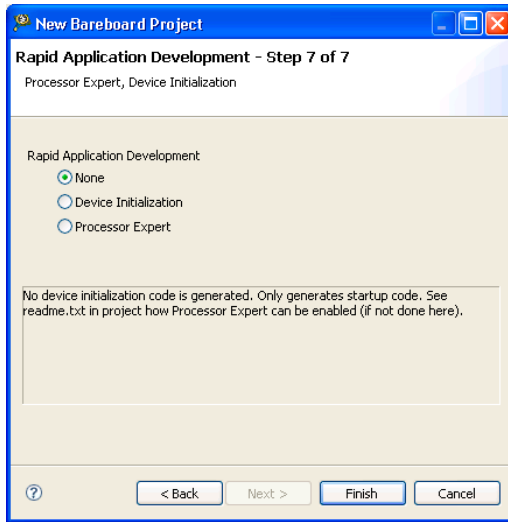 New Bareboard Project
Rapid Application Development - Step 7 of 7
Processor Expert, Device Initialization
Rapid Application Development
None
Device Initialization
Processor Expert
No device initialization code is generated. Only generates startup code. See
readme.txt in project how Processor Expert can be enabled (if not done here).
?
< Back
Next >
Finish
Cancel